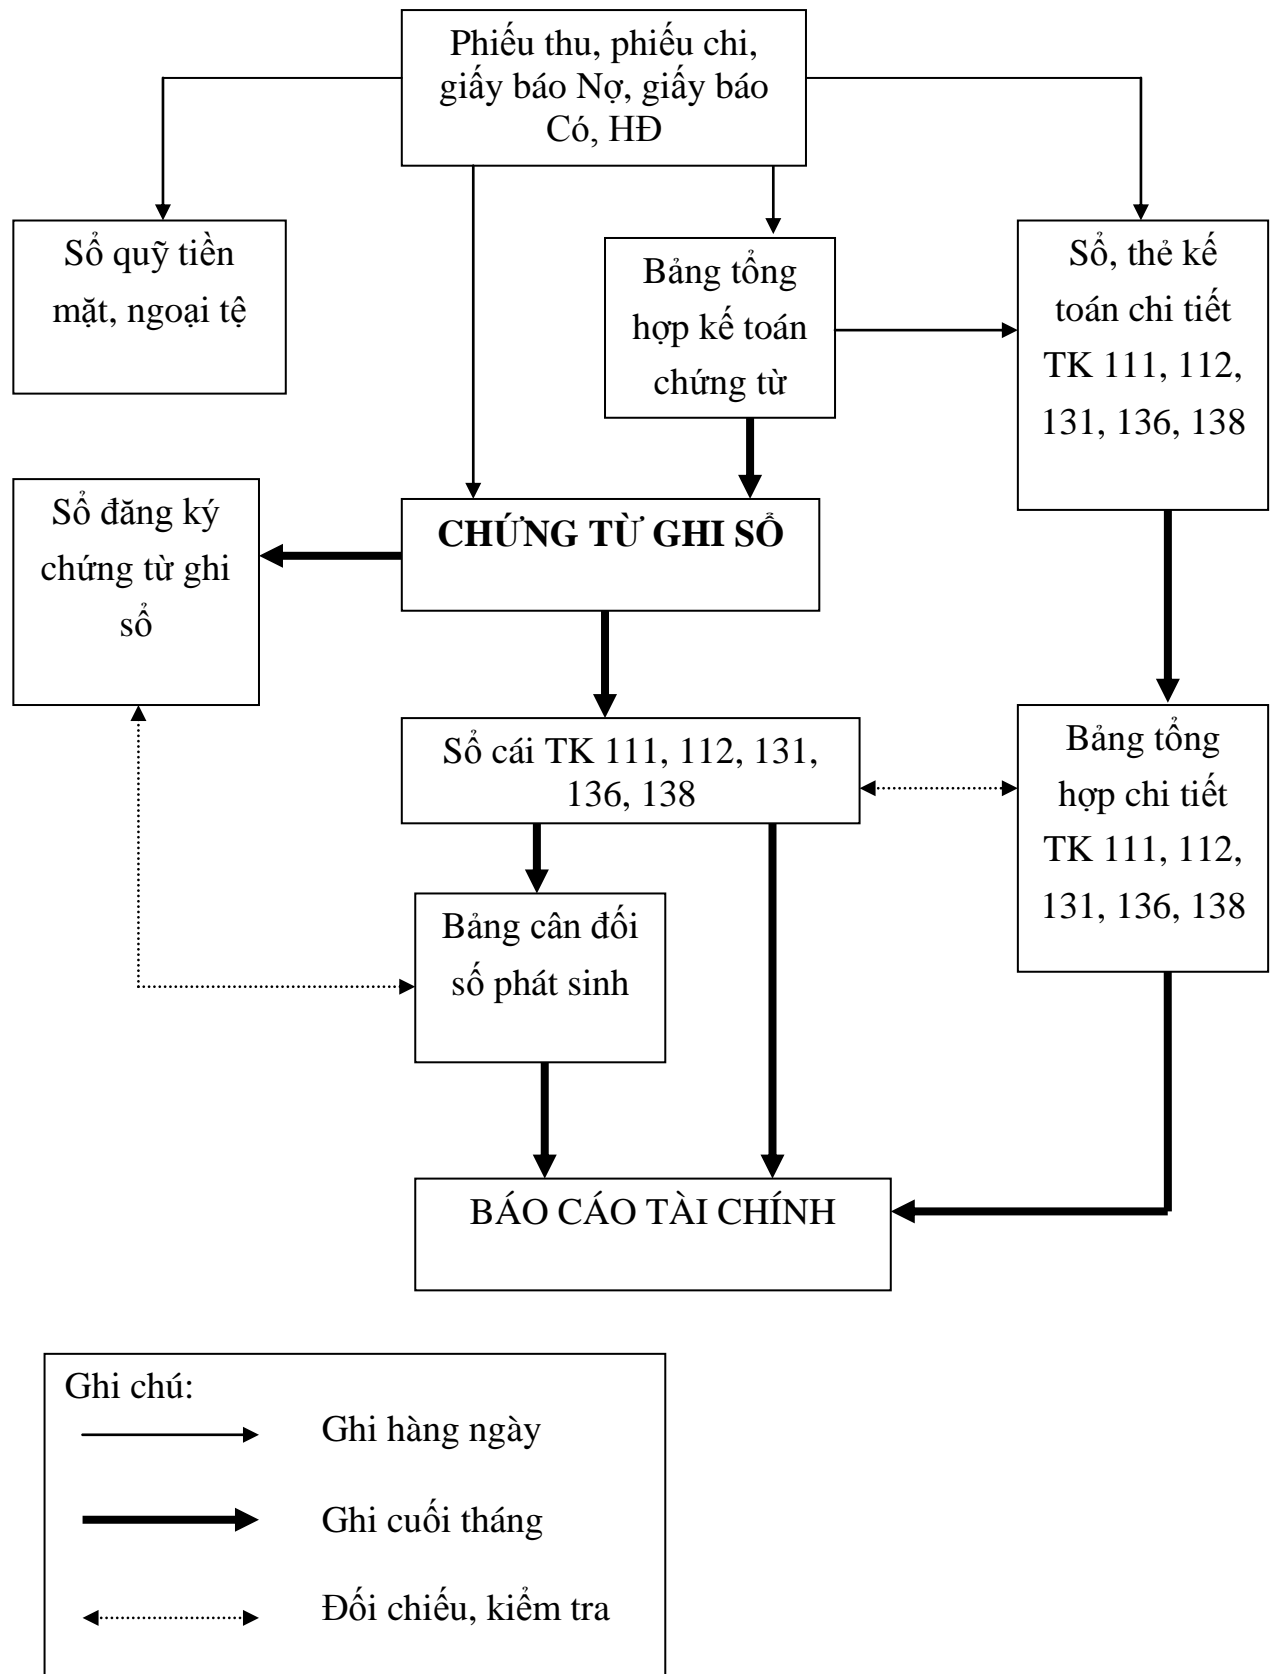 Phiếu thu, phiếu chi,
giấy báo Nợ, giấy báo
Có, HĐ
Sổ quỹ tiền
mặt, ngoại tệ
Bảng tổng
hợp kế toán
chứng từ
Sổ, thẻ kế
toán chi tiết
TK 111, 112,
131, 136, 138
Sổ đăng ký
chứng từ ghi
sổ
CHỨNG TỪ GHI SỔ
Sổ cái TK 111, 112, 131,
136, 138
Bảng tổng
hợp chi tiết
TK 111, 112,
131, 136, 138
Bảng cân đối
số phát sinh
BÁO CÁO TÀI CHÍNH
Ghi chú:
Ghi hàng ngày
Ghi cuối tháng
Đối chiếu, kiểm tra